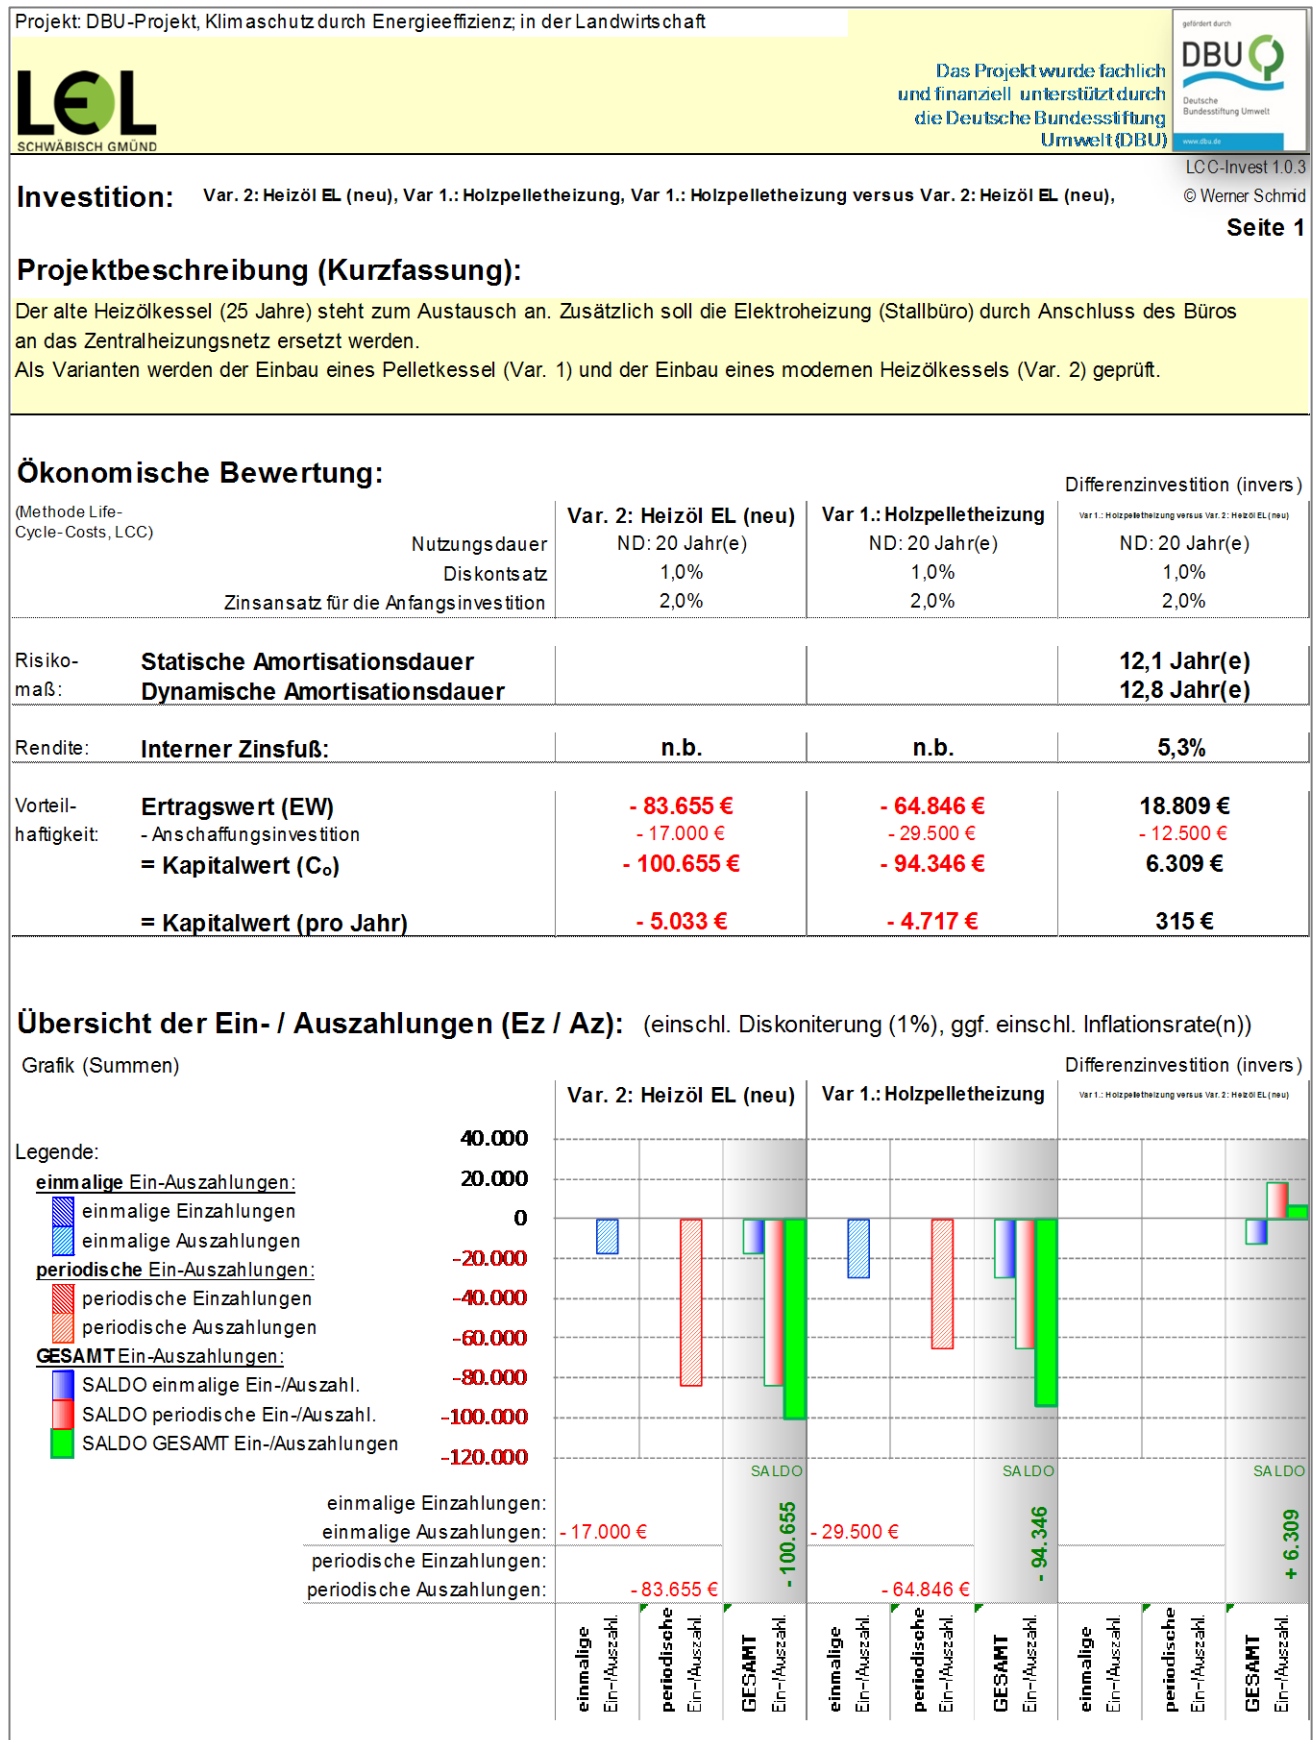 Projekt: DBU-Projekt, Klimaschutz durch Energieeffizienz; in der Landwirtschaft
gefördert durch
DBU
Deutsche
Bundesstiftung Umwelt
www.dbu.de
LEL
SCHWÄBISCH GMÜND
Das Projekt wurde fachlich
und finanziell unterstützt durch
die Deutsche Bundesstiftung
Umwelt (DBU)
LCC-Invest 1.0.3
Investition: Var. 2: Heizöl EL (neu), Var 1.: Holzpelletheizung, Var 1.: Holzpelletheizung versus Var. 2: Heizöl EL (neu),
© Werner Schmid
Seite 1
Projektbeschreibung (Kurzfassung):
Der alte Heizölkessel (25 Jahre) steht zum Austausch an. Zusätzlich soll die Elektroheizung (Stallbüro) durch Anschluss des Büros
an das Zentralheizungsnetz ersetzt werden.
Als Varianten werden der Einbau eines Pelletkessel (Var. 1) und der Einbau eines modernen Heizölkessels (Var. 2) geprüft.
Ökonomische Bewertung:
Differenzinvestition (invers)
(Methode Life-
Cycle-Costs, LCC)
Var. 2: Heizöl EL (neu) Var 1.: Holzpelletheizung Var 1.: Holzpelletheizung versus Var. 2: Heizöl EL (neu)
Nutzungsdauer ND: 20 Jahr(e) ND: 20 Jahr(e) ND: 20 Jahr(e)
Diskontsatz 1,0% 1,0% 1,0%
Zinsansatz für die Anfangsinvestition 2,0% 2,0% 2,0%
Risiko- Statische Amortisationsdauer 12,1 Jahr(e)
maß: Dynamische Amortisationsdauer 12,8 Jahr(e)
Rendite: Interner Zinsfuß: n.b. n.b. 5,3%
Vorteil- Ertragswert (EW) - 83.655 € - 64.846 € 18.809 €
haftigkeit: - Anschaffungsinvestition - 17.000 € - 29.500 € - 12.500 €
= Kapitalwert (C₀) - 100.655 € - 94.346 € 6.309 €
= Kapitalwert (pro Jahr) - 5.033 € - 4.717 € 315 €
Übersicht der Ein- / Auszahlungen (Ez / Az): (einschl. Diskoniterung (1%), ggf. einschl. Inflationsrate(n))
Grafik (Summen)
Differenzinvestition (invers)
Var. 2: Heizöl EL (neu) Var 1.: Holzpelletheizung Var 1.: Holzpelletheizung versus Var. 2: Heizöl EL (neu)
Legende:
einmalige Ein-Auszahlungen:
einmalige Einzahlungen
einmalige Auszahlungen
periodische Ein-Auszahlungen:
periodische Einzahlungen
periodische Auszahlungen
GESAMT Ein-Auszahlungen:
SALDO einmalige Ein-/Auszahl.
SALDO periodische Ein-/Auszahl.
SALDO GESAMT Ein-/Auszahlungen
40.000
20.000
0
-20.000
-40.000
-60.000
-80.000
-100.000
-120.000
SALDO SALDO SALDO
einmalige Einzahlungen:
einmalige Auszahlungen: - 17.000 € - 29.500 €
periodische Einzahlungen:
periodische Auszahlungen: - 83.655 € - 64.846 €
- 100.655
- 94.346
+ 6.309
einmalige
Ein-/Auszahl.
periodische
Ein-/Auszahl.
GESAMT
Ein-/Auszahl.
einmalige
Ein-/Auszahl.
periodische
Ein-/Auszahl.
GESAMT
Ein-/Auszahl.
einmalige
Ein-/Auszahl.
periodische
Ein-/Auszahl.
GESAMT
Ein-/Auszahl.